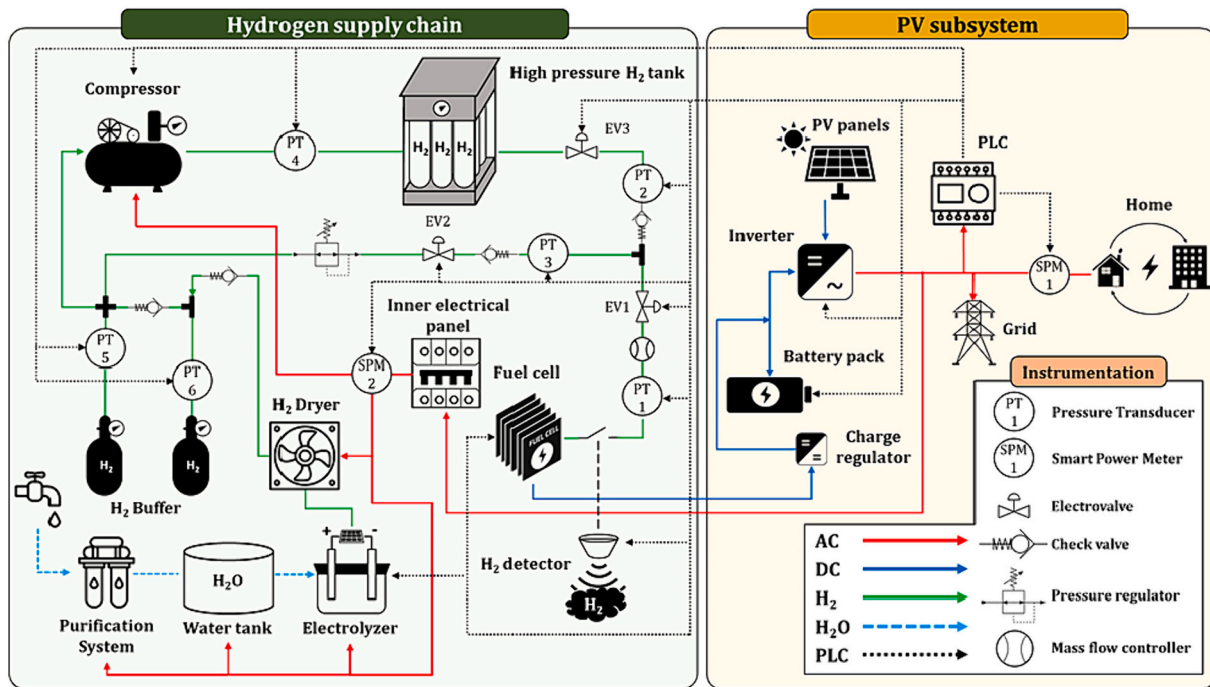 Hydrogen supply chain
PV subsystem
Compressor
High pressure H₂ tank
PT
4
H₂ H₂ H₂
EV3
PT
2
PV panels
PLC
Home
EV2
PT
3
Inverter
SPM
1
EV1
Grid
PT
5
PT
6
Inner electrical
panel
SPM
2
Fuel cell
FUEL CELL
PT
1
Battery pack
Charge
regulator
H₂ Dryer
H₂
H₂
H₂ Buffer
H₂O
+ -
H₂ detector
H₂
Purification
System
Water tank
Electrolyzer
Instrumentation
PT
1
Pressure Transducer
SPM
1
Smart Power Meter
Electrovalve
Check valve
Pressure regulator
Mass flow controller
AC
DC
H₂
H₂O
PLC